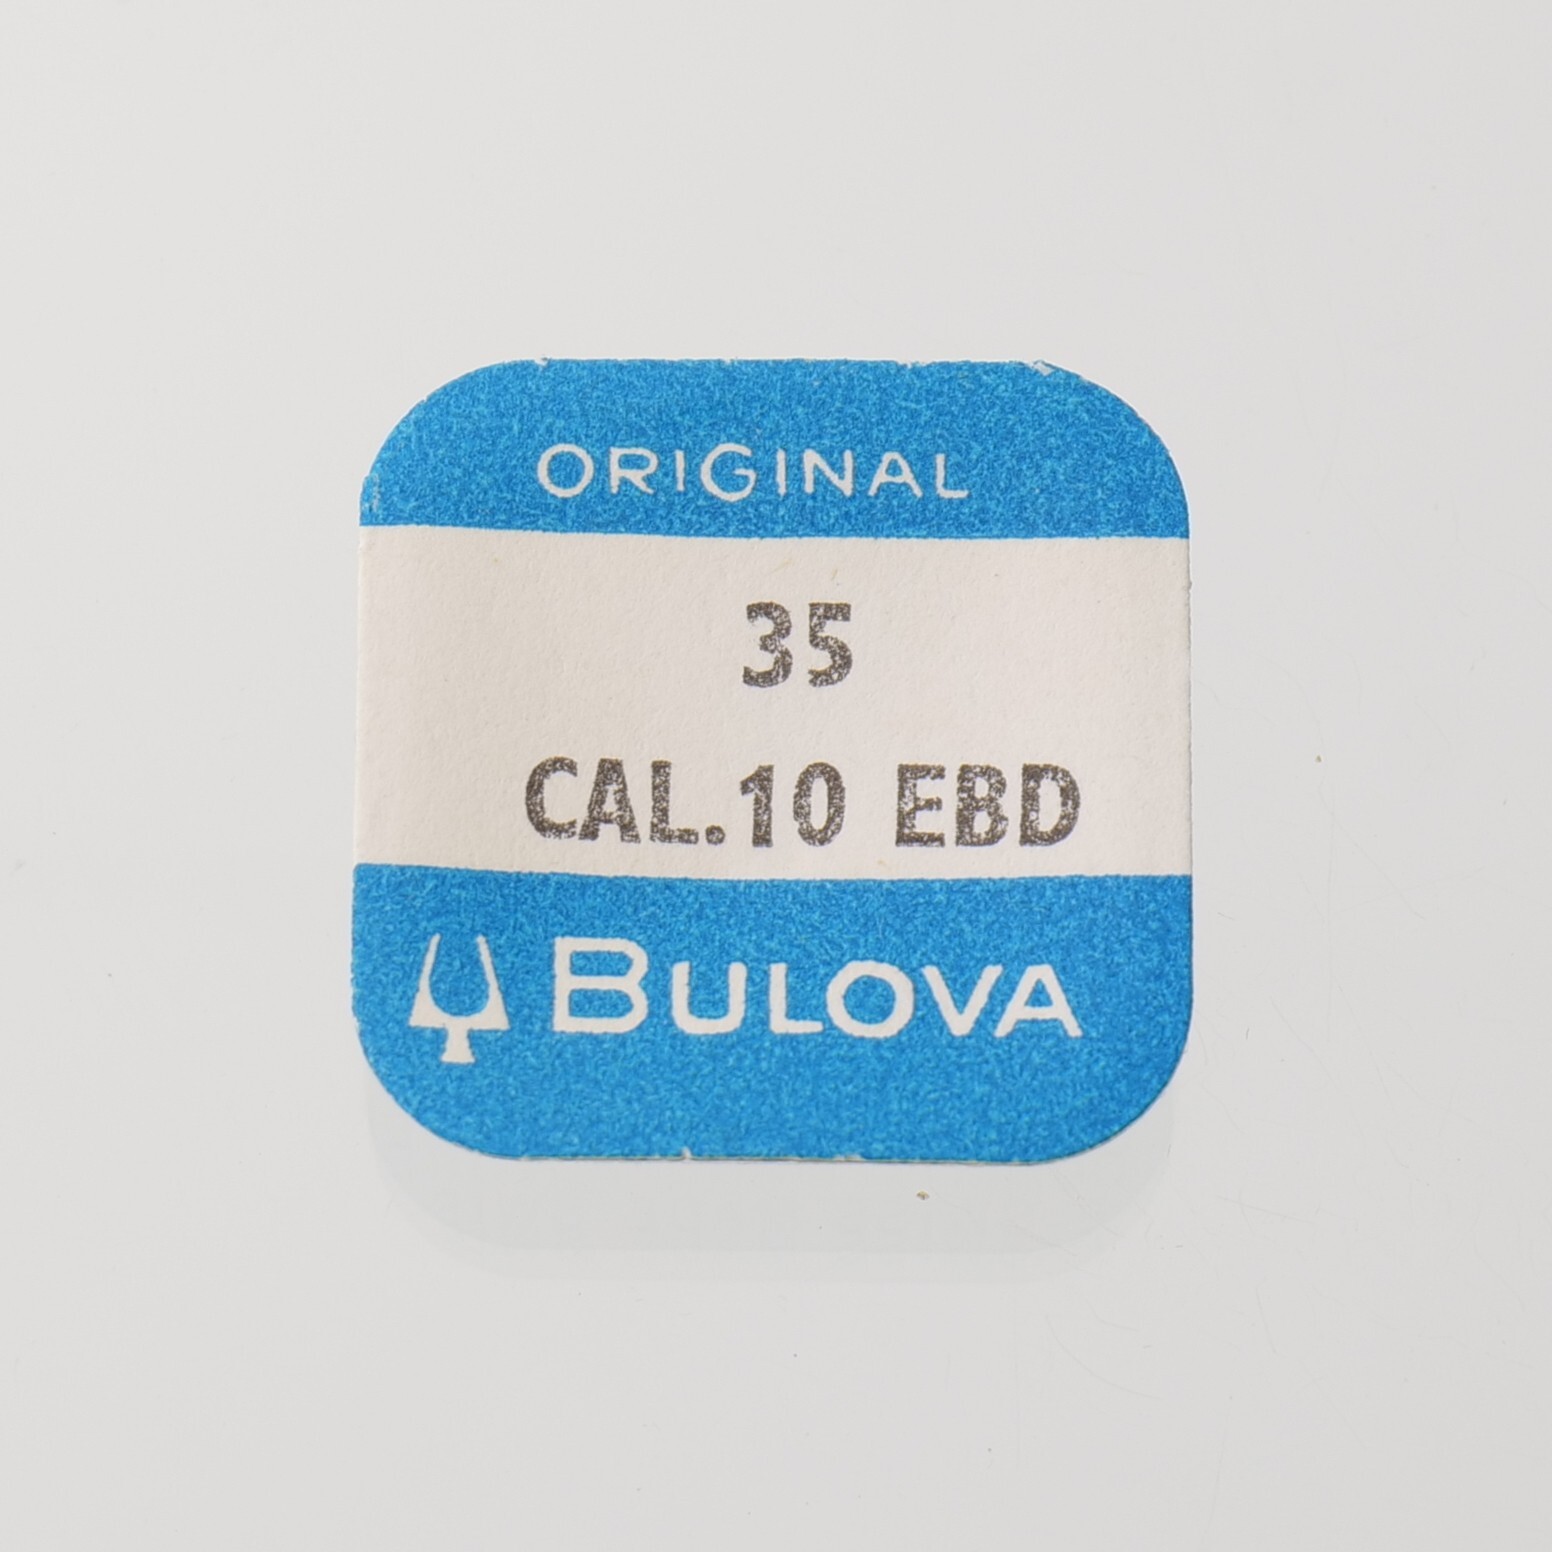 ORIGINAL
35
CAL.10 EBD
BULOVA